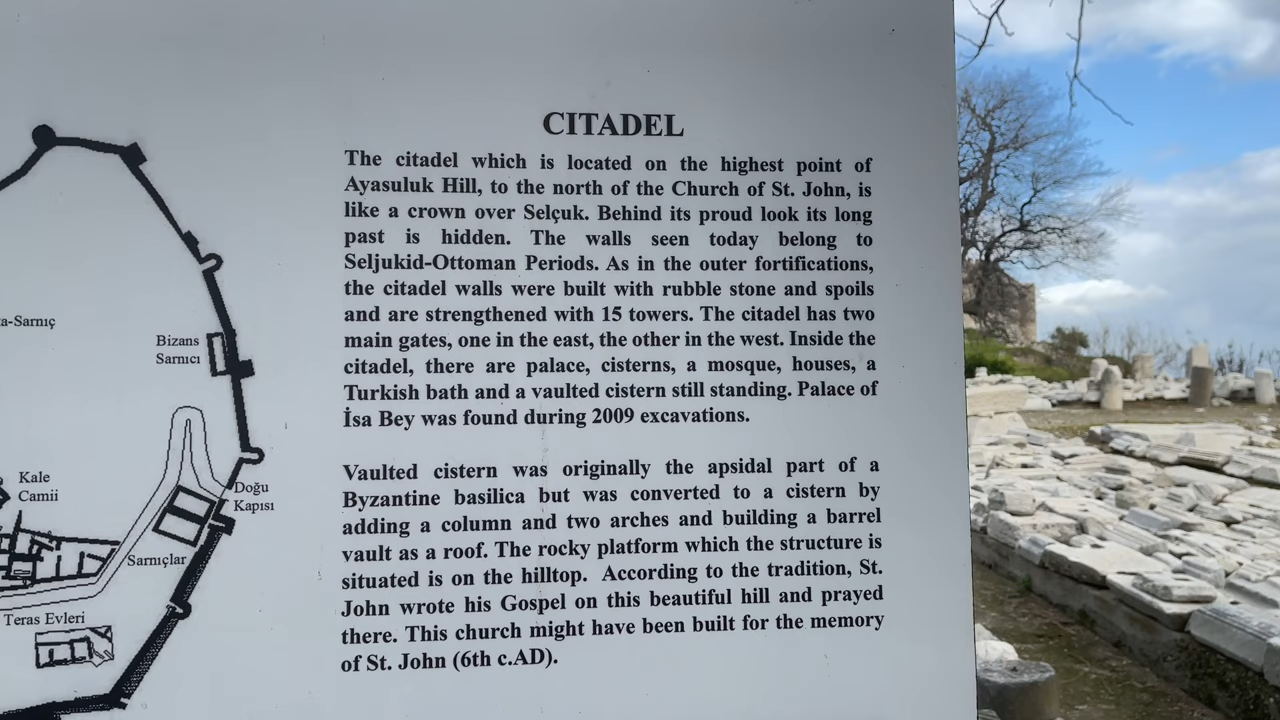 CITADEL
The citadel which is located on the highest point of
Ayasuluk Hill, to the north of the Church of St. John, is
like a crown over Selçuk. Behind its proud look its long
past is hidden. The walls seen today belong to
Seljukid-Ottoman Periods. As in the outer fortifications,
the citadel walls were built with rubble stone and spoils
and are strengthened with 15 towers. The citadel has two
main gates, one in the east, the other in the west. Inside the
citadel, there are palace, cisterns, a mosque, houses, a
Turkish bath and a vaulted cistern still standing. Palace of
İsa Bey was found during 2009 excavations.
Vaulted cistern was originally the apsidal part of a
Byzantine basilica but was converted to a cistern by
adding a column and two arches and building a barrel
vault as a roof. The rocky platform which the structure is
situated is on the hilltop. According to the tradition, St.
John wrote his Gospel on this beautiful hill and prayed
there. This church might have been built for the memory
of St. John (6th c.AD).
a-Sarnıç
Bizans
Sarnıcı
Kale
Camii
Doğu
Kapısı
Sarnıçlar
Teras Evleri